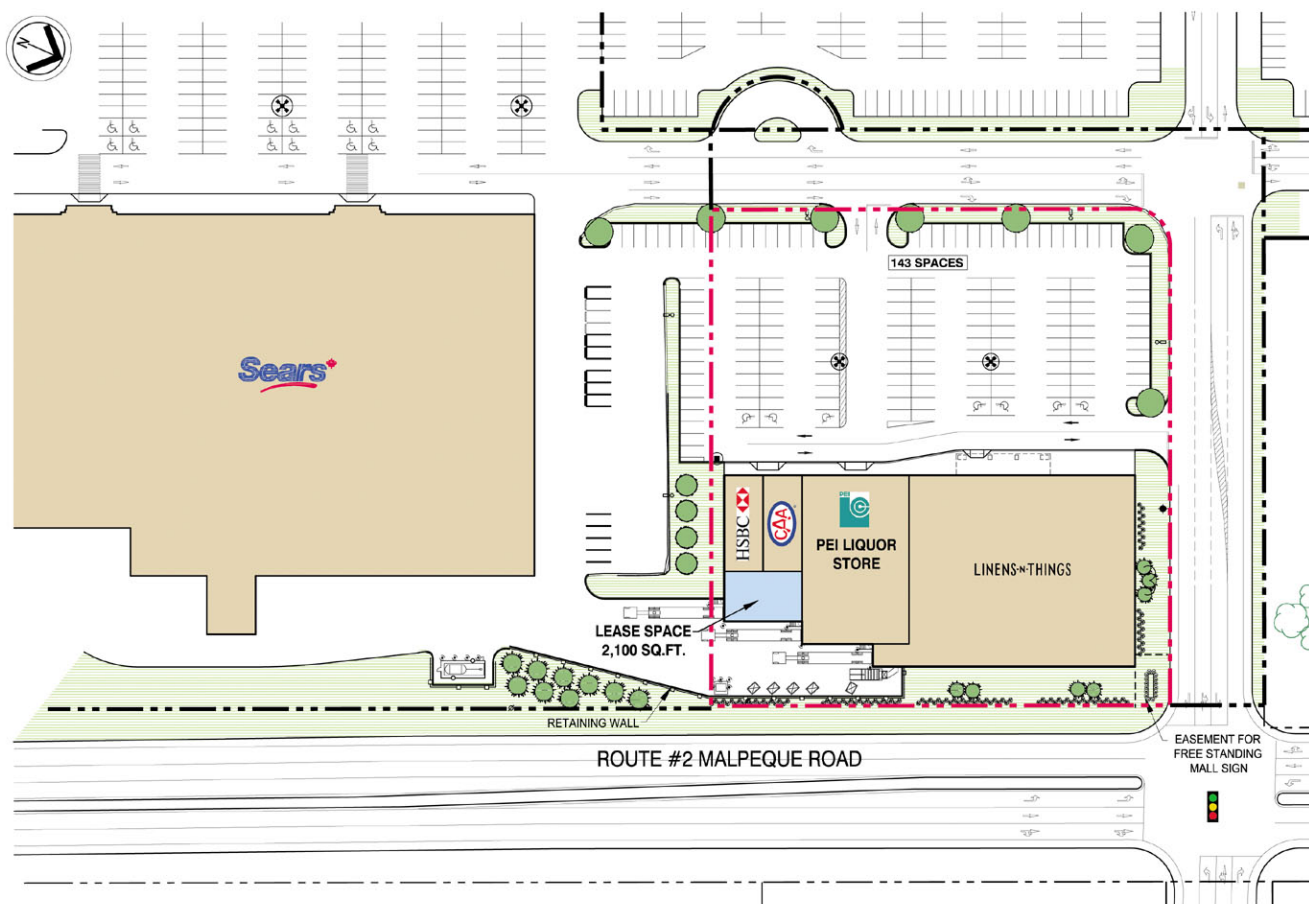 N
143 SPACES
Sears
HSBC
CAA
PEI
PEI LIQUOR
STORE
LINENS-N-THINGS
LEASE SPACE
2,100 SQ.FT.
RETAINING WALL
ROUTE #2 MALPEQUE ROAD
EASEMENT FOR
FREE STANDING
MALL SIGN